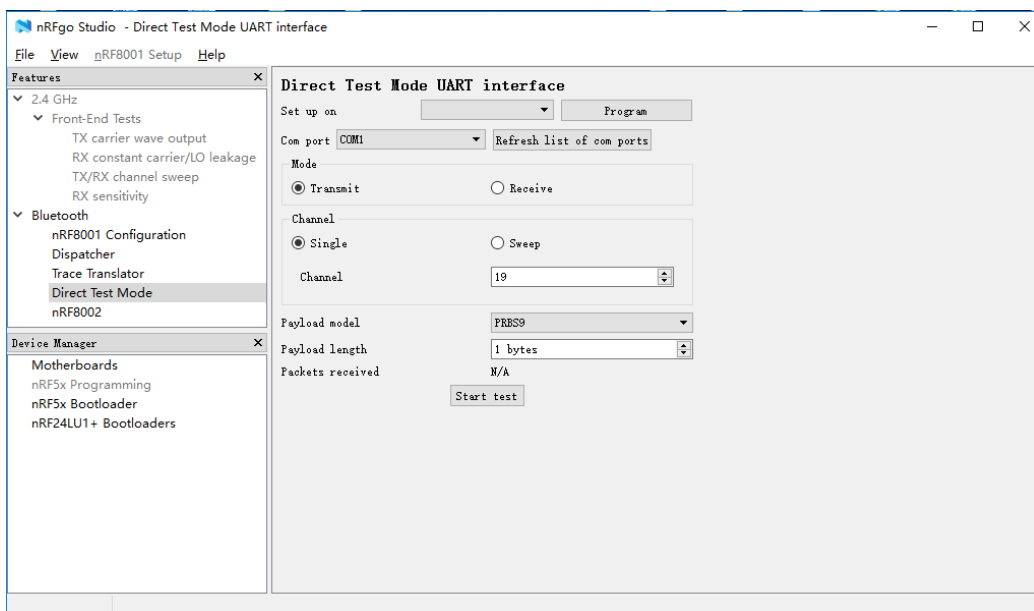 nRFgo Studio - Direct Test Mode UART interface
File View nRF8001 Setup Help
Features
2.4 GHz
Front-End Tests
TX carrier wave output
RX constant carrier/LO leakage
TX/RX channel sweep
RX sensitivity
Bluetooth
nRF8001 Configuration
Dispatcher
Trace Translator
Direct Test Mode
nRF8002
Device Manager
Motherboards
nRF5x Programming
nRF5x Bootloader
nRF24LU1+ Bootloaders
Direct Test Mode UART interface
Set up on Program
Com port COM1 Refresh list of com ports
Mode
Transmit Receive
Channel
Single Sweep
Channel 19
Payload model PRBS9
Payload length 1 bytes
Packets received N/A
Start test